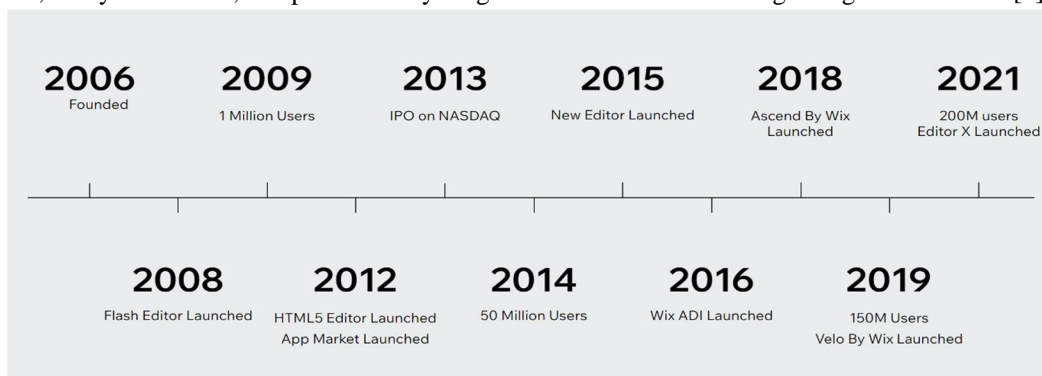 2006
Founded
2009
1 Million Users
2013
IPO on NASDAQ
2015
New Editor Launched
2018
Ascend By Wix
Launched
2021
200M users
Editor X Launched
2008
Flash Editor Launched
2012
HTML5 Editor Launched
App Market Launched
2014
50 Million Users
2016
Wix ADI Launched
2019
150M Users
Velo By Wix Launched